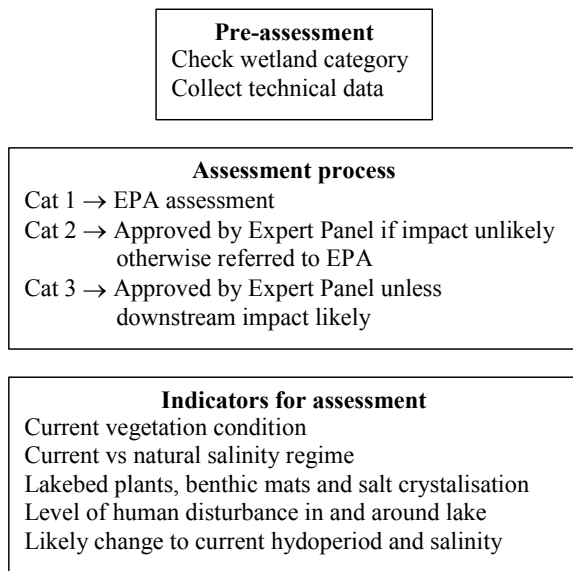 Pre-assessment
Check wetland category
Collect technical data
Assessment process
Cat 1 → EPA assessment
Cat 2 → Approved by Expert Panel if impact unlikely
otherwise referred to EPA
Cat 3 → Approved by Expert Panel unless
downstream impact likely
Indicators for assessment
Current vegetation condition
Current vs natural salinity regime
Lakebed plants, benthic mats and salt crystalisation
Level of human disturbance in and around lake
Likely change to current hydoperiod and salinity